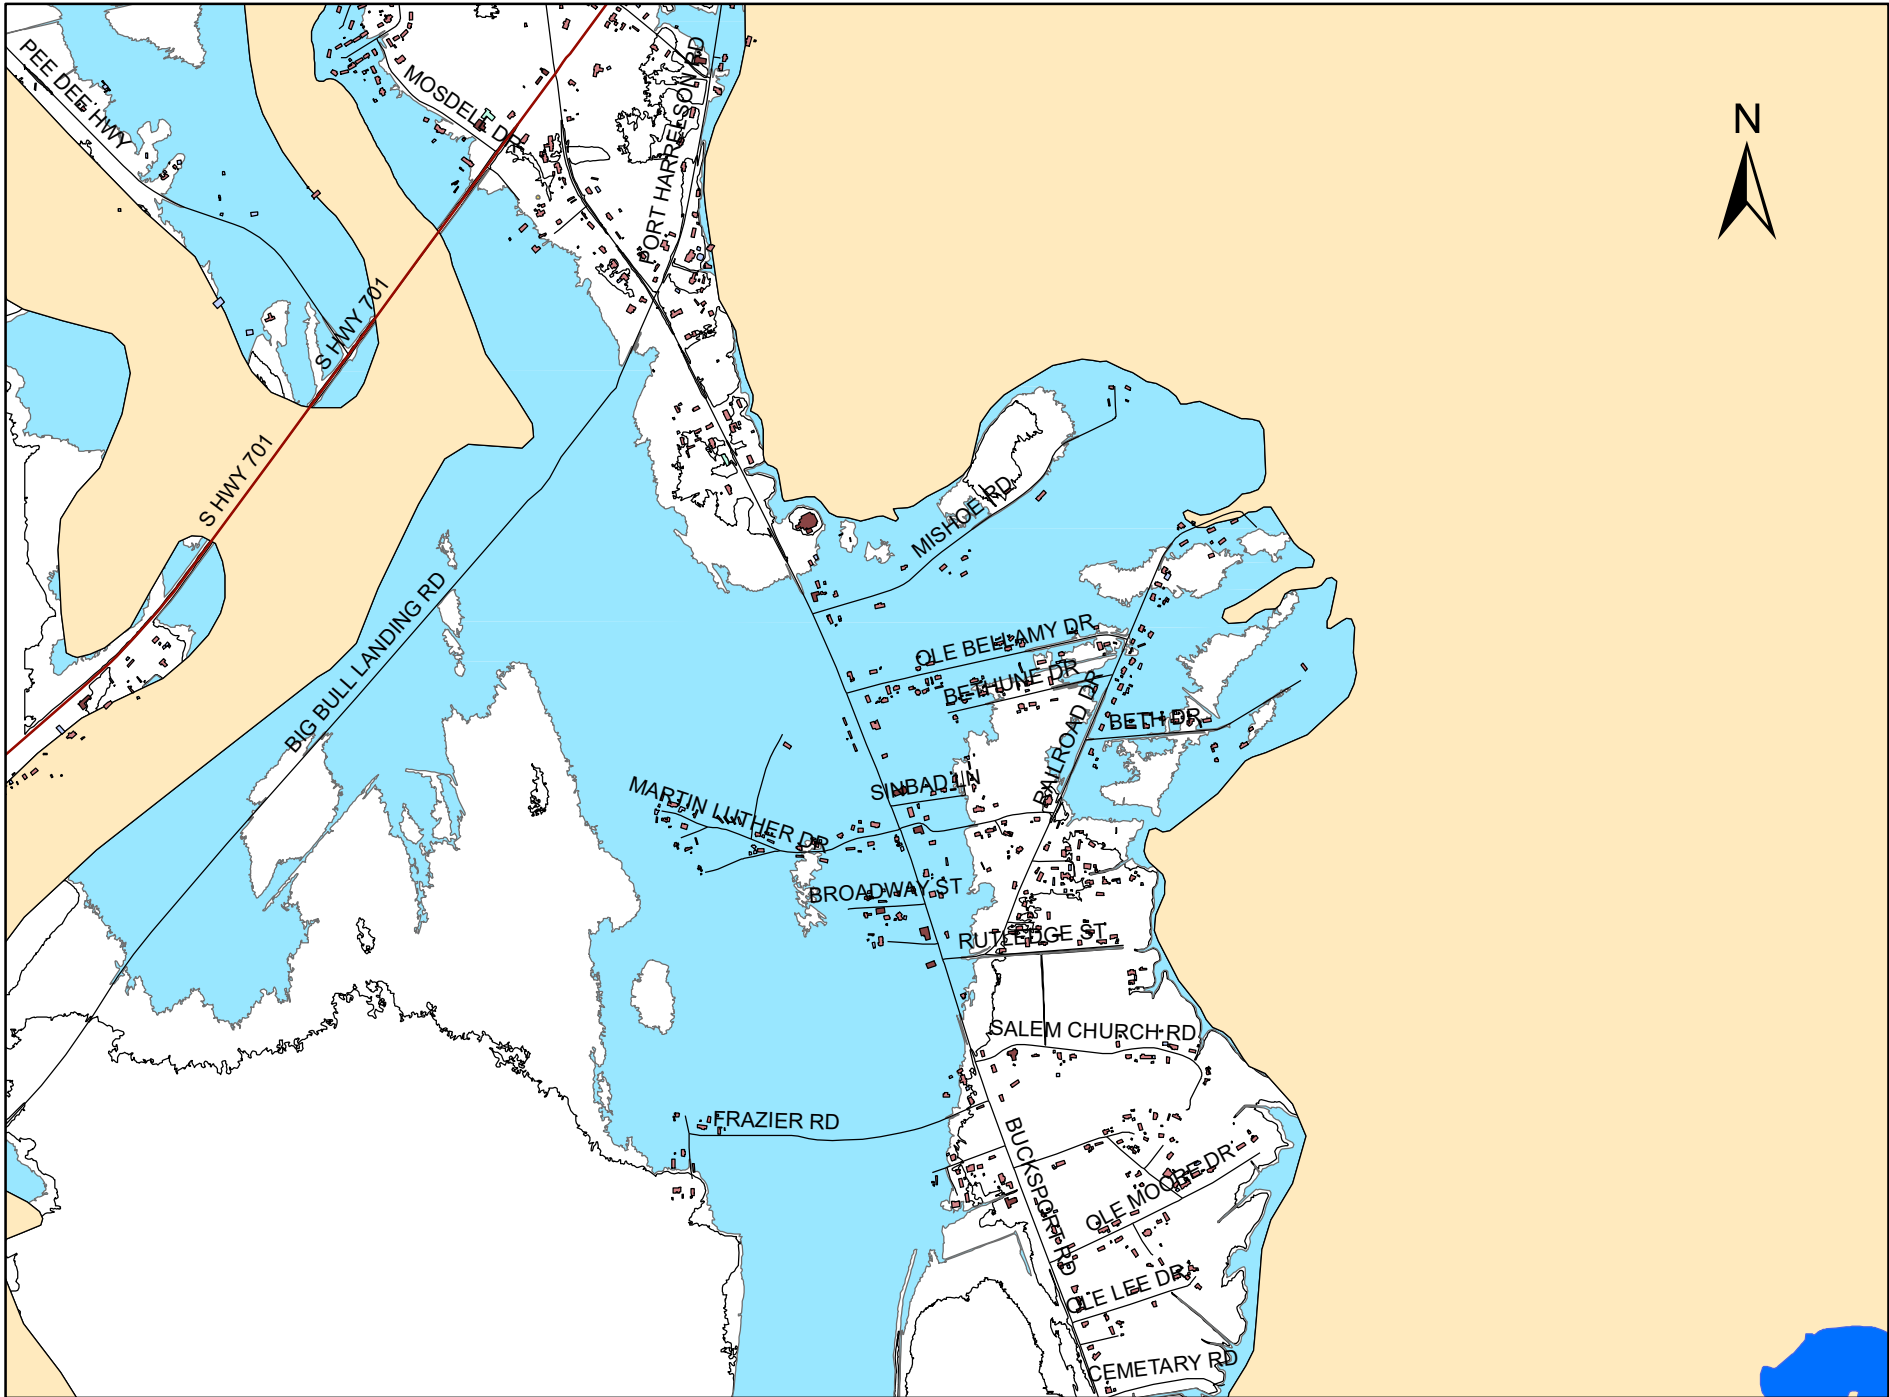 PEE DEE HWY
MOSDELL DR
PORT HARRELSON RD
N
S HWY 701
S HWY 701
MISHOE RD
BIG BULL LANDING RD
OLE BELLAMY DR
BETHUNE DR
RAILROAD DR
BETH DR
SINBAD LN
MARTIN LUTHER DR
BROADWAY ST
RUTLEDGE ST
SALEM CHURCH RD
FRAZIER RD
BUCKSPORT RD
OLE MOORE DR
OLE LEE DR
CEMETARY RD